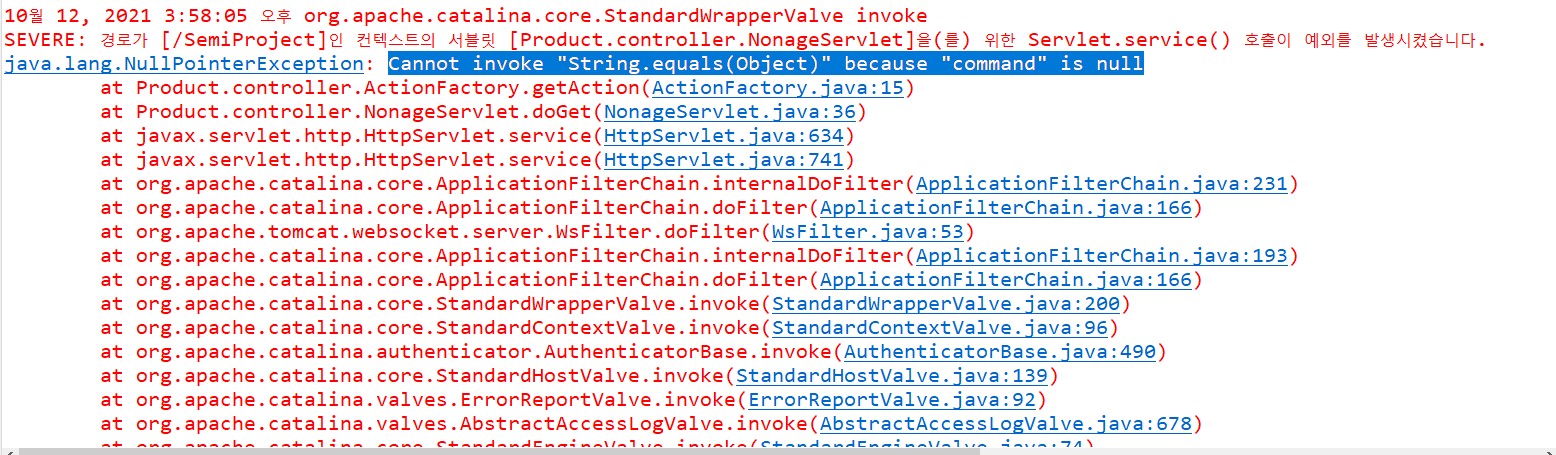 10월 12, 2021 3:58:05 오후 org.apache.catalina.core.StandardWrapperValve invoke
SEVERE: 경로가 [/SemiProject]인 컨텍스트의 서블릿 [Product.controller.NonageServlet]을(를) 위한 Servlet.service() 호출이 예외를 발생시켰습니다.
java.lang.NullPointerException: Cannot invoke "String.equals(Object)" because "command" is null
at Product.controller.ActionFactory.getAction(ActionFactory.java:15)
at Product.controller.NonageServlet.doGet(NonageServlet.java:36)
at javax.servlet.http.HttpServlet.service(HttpServlet.java:634)
at javax.servlet.http.HttpServlet.service(HttpServlet.java:741)
at org.apache.catalina.core.ApplicationFilterChain.internalDoFilter(ApplicationFilterChain.java:231)
at org.apache.catalina.core.ApplicationFilterChain.doFilter(ApplicationFilterChain.java:166)
at org.apache.tomcat.websocket.server.WsFilter.doFilter(WsFilter.java:53)
at org.apache.catalina.core.ApplicationFilterChain.internalDoFilter(ApplicationFilterChain.java:193)
at org.apache.catalina.core.ApplicationFilterChain.doFilter(ApplicationFilterChain.java:166)
at org.apache.catalina.core.StandardWrapperValve.invoke(StandardWrapperValve.java:200)
at org.apache.catalina.core.StandardContextValve.invoke(StandardContextValve.java:96)
at org.apache.catalina.authenticator.AuthenticatorBase.invoke(AuthenticatorBase.java:490)
at org.apache.catalina.core.StandardHostValve.invoke(StandardHostValve.java:139)
at org.apache.catalina.valves.ErrorReportValve.invoke(ErrorReportValve.java:92)
at org.apache.catalina.valves.AbstractAccessLogValve.invoke(AbstractAccessLogValve.java:678)
at org.apache.catalina.core.StandardEngineValve.invoke(StandardEngineValve.java:74)